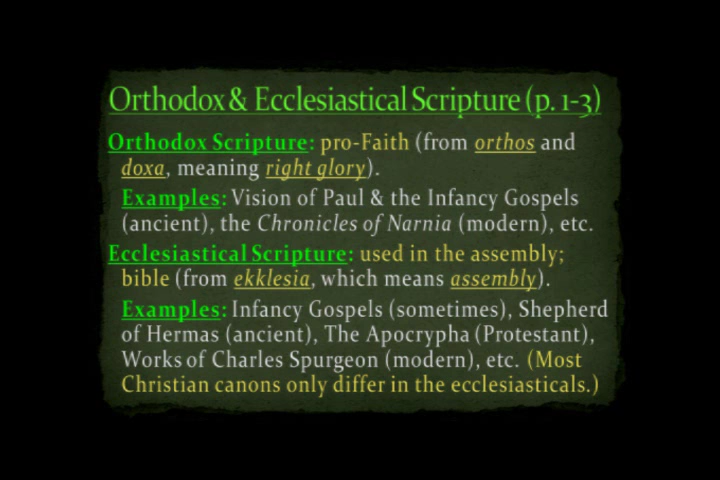 Orthodox & Ecclesiastical Scripture (p. 1-3)
Orthodox Scripture: pro-Faith (from orthos and
doxa, meaning right glory).
Examples: Vision of Paul & the Infancy Gospels
(ancient), the Chronicles of Narnia (modern), etc.
Ecclesiastical Scripture: used in the assembly;
bible (from ekklesia, which means assembly).
Examples: Infancy Gospels (sometimes), Shepherd
of Hermas (ancient), The Apocrypha (Protestant),
Works of Charles Spurgeon (modern), etc. (Most
Christian canons only differ in the ecclesiasticals.)